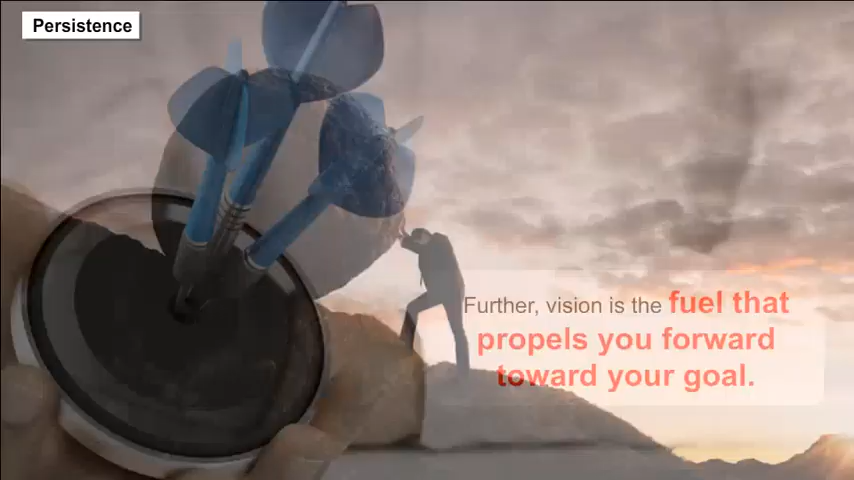 Persistence
Further, vision is the fuel that
propels you forward
toward your goal.